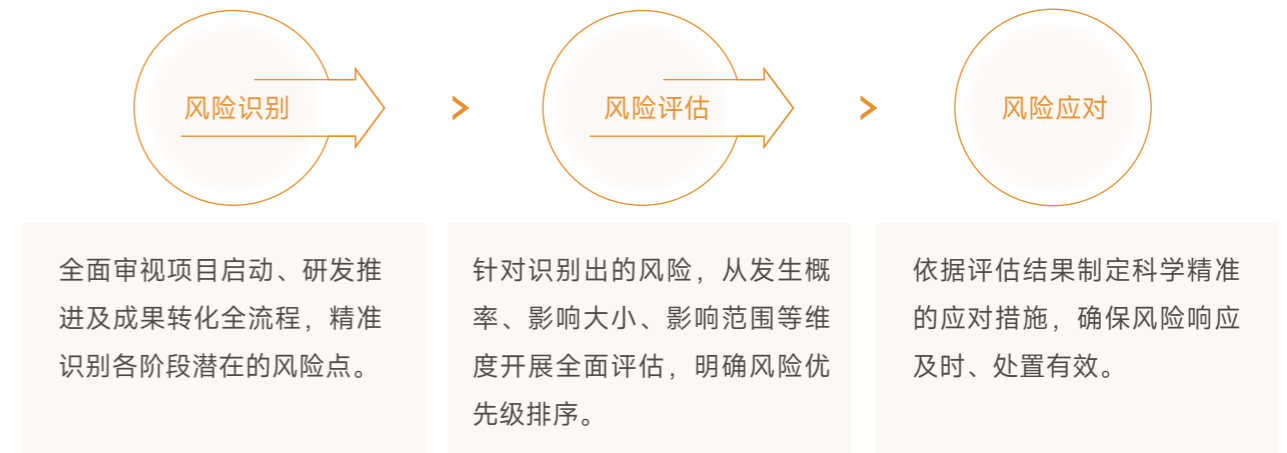 风险识别
>
风险评估
>
风险应对
全面审视项目启动、研发推
进及成果转化全流程，精准
识别各阶段潜在的风险点。
针对识别出的风险，从发生概
率、影响大小、影响范围等维
度开展全面评估，明确风险优
先级排序。
依据评估结果制定科学精准
的应对措施，确保风险响应
及时、处置有效。